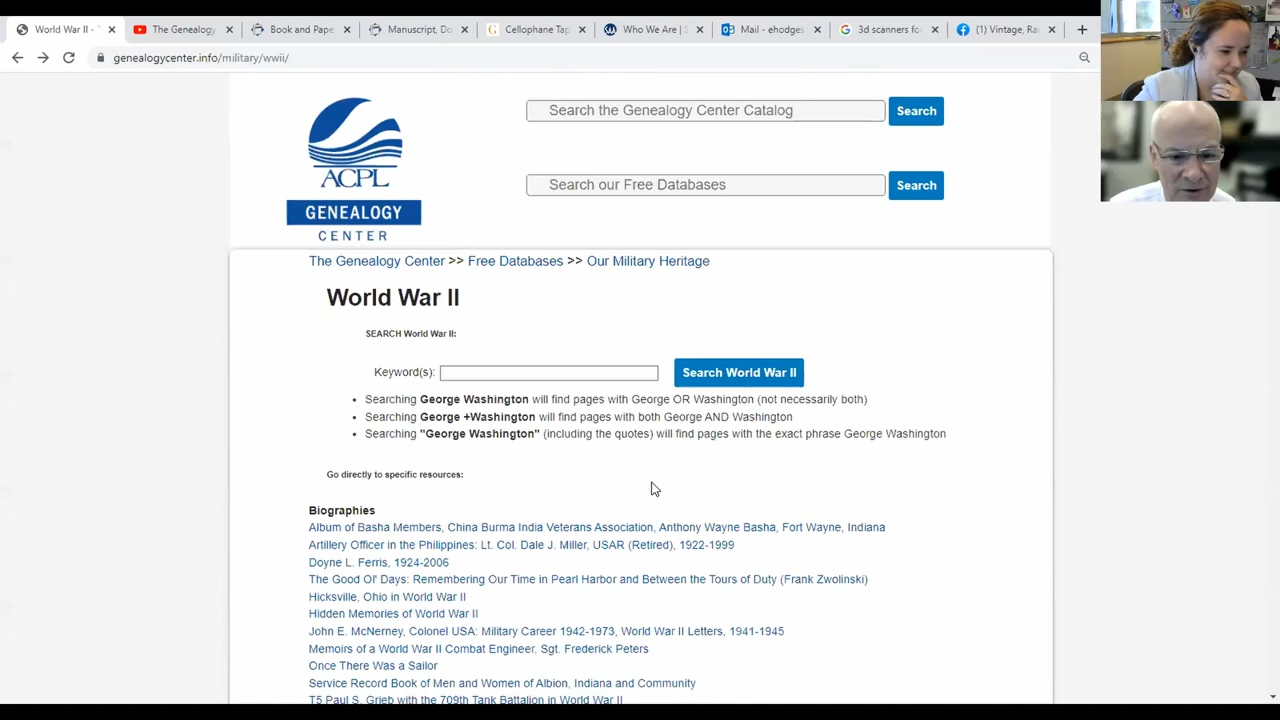 World War II -
The Genealogy
Book and Pape
Manuscript, Do
Cellophane Tap
Who We Are | S
Mail - ehodges
3d scanners fo
(1) Vintage, Ra
genealogycenter.info/military/wwii/
Search the Genealogy Center Catalog
Search
ACPL
GENEALOGY
CENTER
Search our Free Databases
Search
The Genealogy Center >> Free Databases >> Our Military Heritage
World War II
SEARCH World War II:
Keyword(s):
Search World War II
Searching George Washington will find pages with George OR Washington (not necessarily both)
Searching George +Washington will find pages with both George AND Washington
Searching "George Washington" (including the quotes) will find pages with the exact phrase George Washington
Go directly to specific resources:
Biographies
Album of Basha Members, China Burma India Veterans Association, Anthony Wayne Basha, Fort Wayne, Indiana
Artillery Officer in the Philippines: Lt. Col. Dale J. Miller, USAR (Retired), 1922-1999
Doyne L. Ferris, 1924-2006
The Good Ol' Days: Remembering Our Time in Pearl Harbor and Between the Tours of Duty (Frank Zwolinski)
Hicksville, Ohio in World War II
Hidden Memories of World War II
John E. McNerney, Colonel USA: Military Career 1942-1973, World War II Letters, 1941-1945
Memoirs of a World War II Combat Engineer, Sgt. Frederick Peters
Once There Was a Sailor
Service Record Book of Men and Women of Albion, Indiana and Community
T5 Paul S. Grieb with the 709th Tank Battalion in World War II